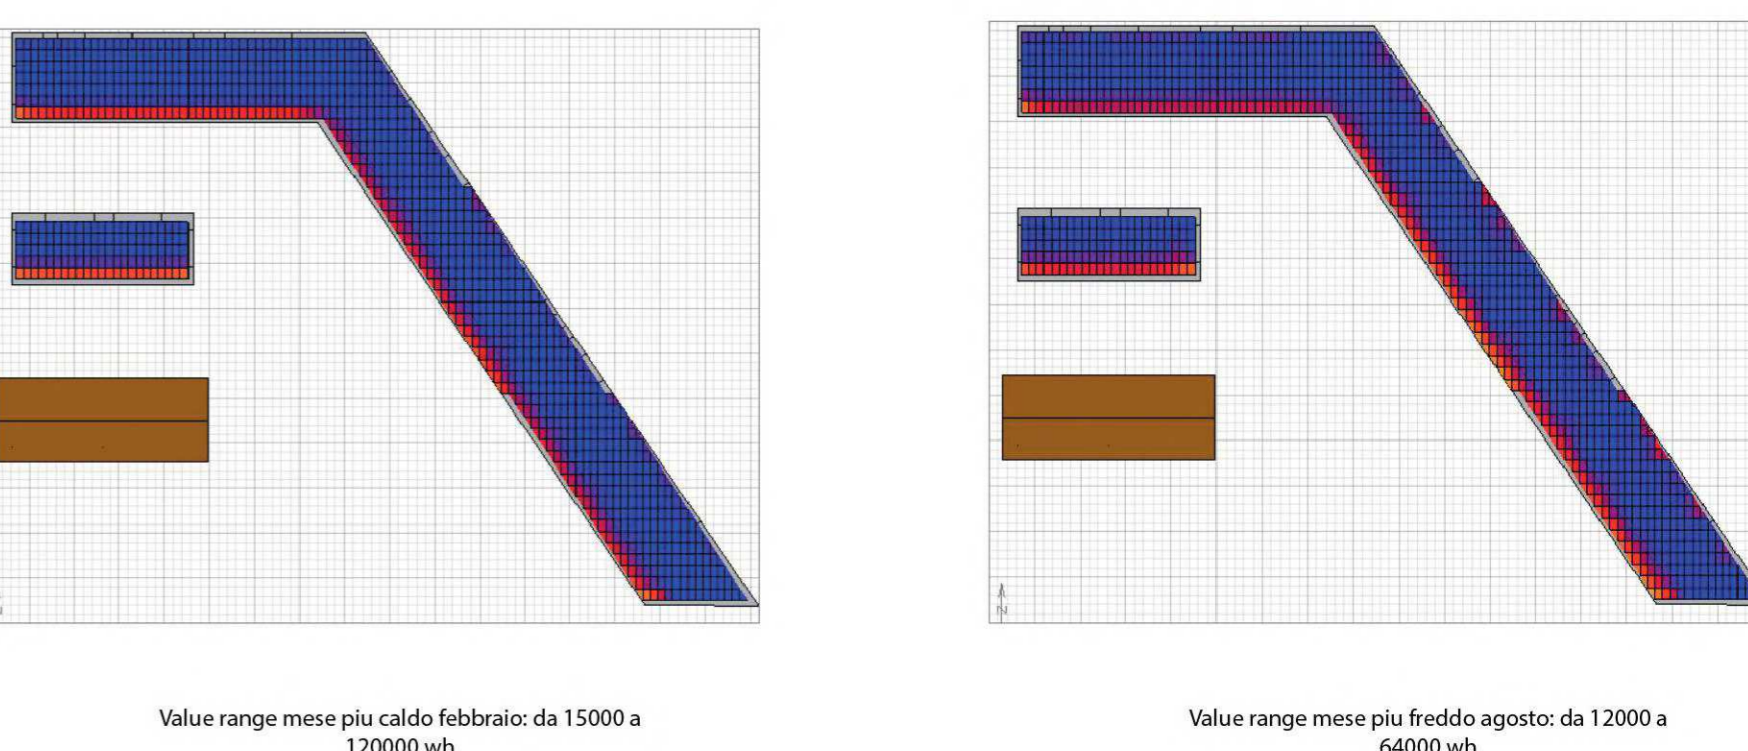 Value range mese piu caldo febbraio: da 15000 a
120000 wh
Value range mese piu freddo agosto: da 12000 a
64000 wh
N